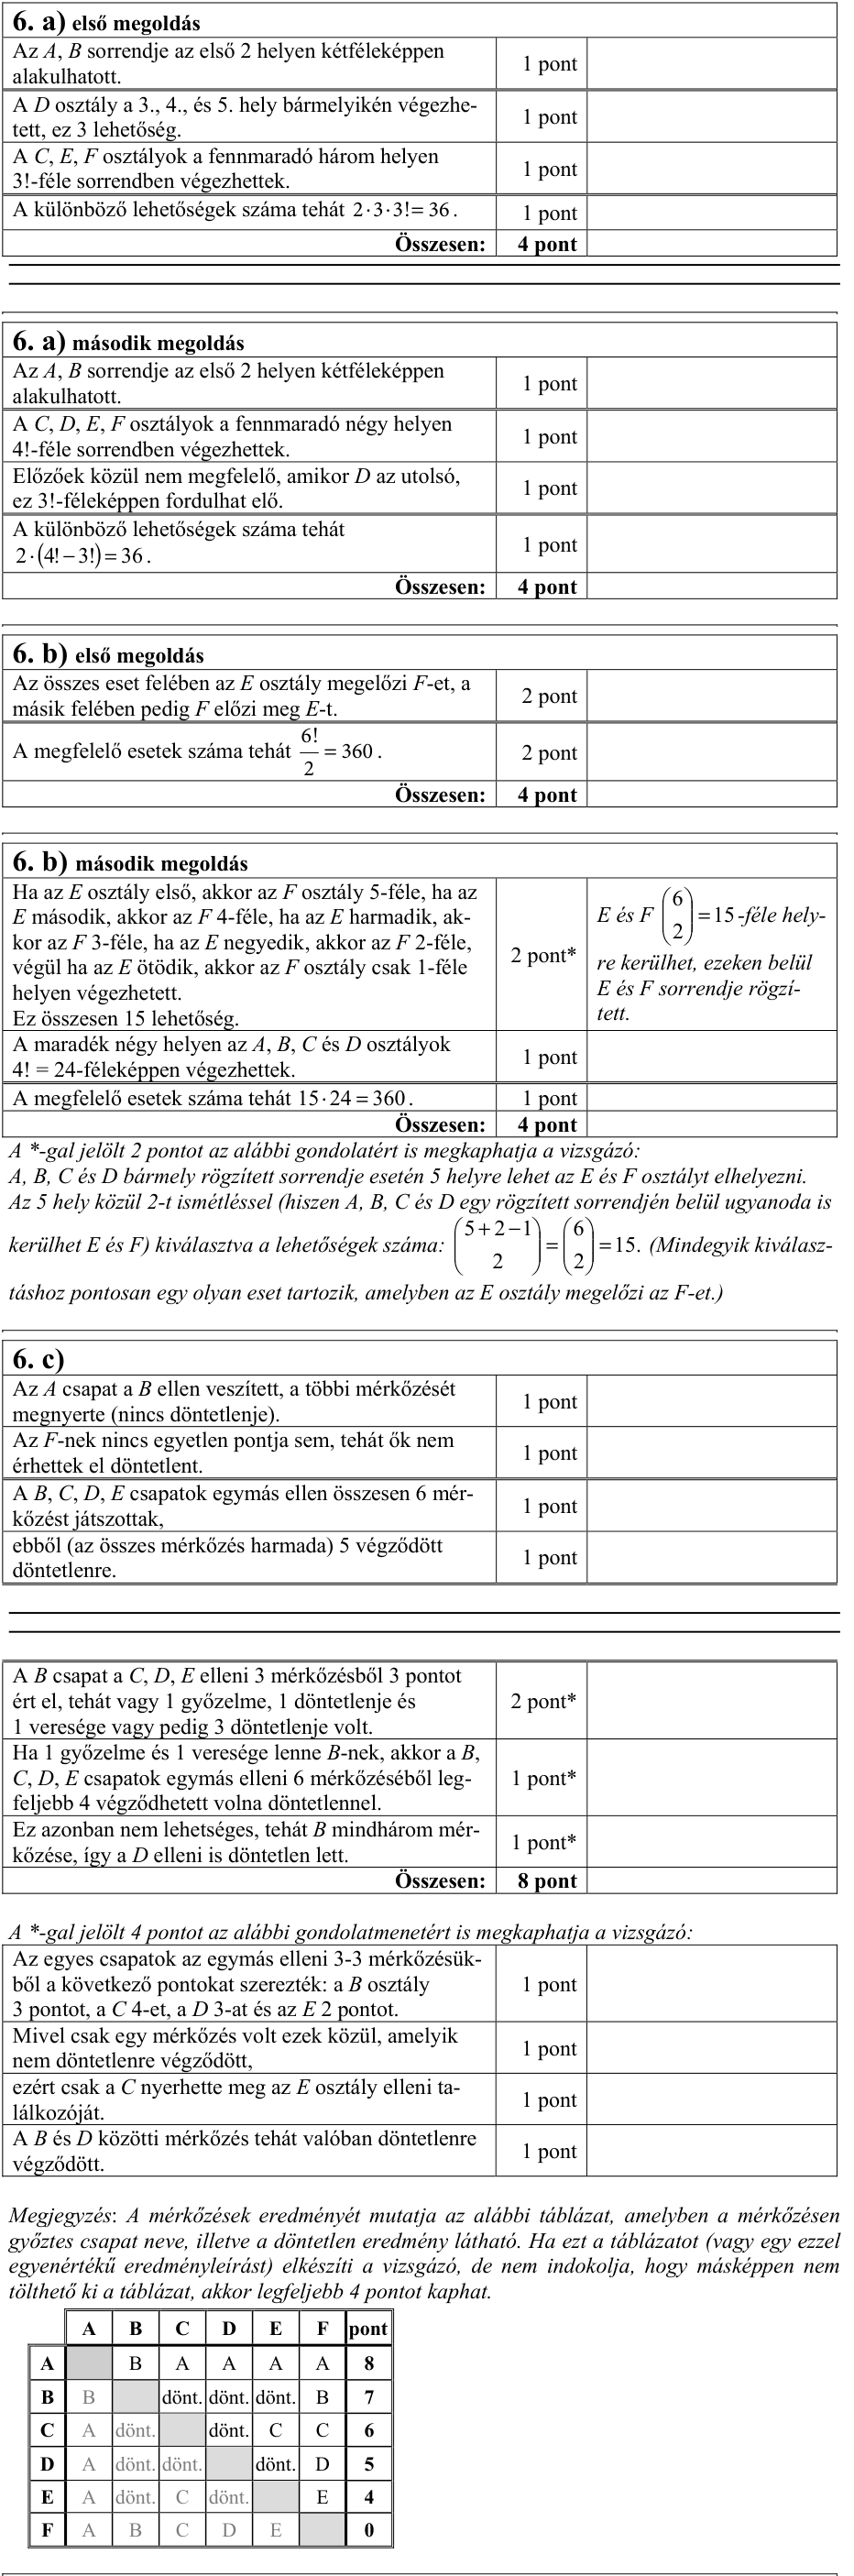 6. a) első megoldás
Az A, B sorrendje az első 2 helyen kétféleképpen
alakulhatott.
1 pont
A D osztály a 3., 4., és 5. hely bármelyikén végezhe-
tett, ez 3 lehetőség.
1 pont
A C, E, F osztályok a fennmaradó három helyen
3!-féle sorrendben végezhettek.
1 pont
A különböző lehetőségek száma tehát 2·3·3!= 36 .
1 pont
Összesen: 4 pont
6. a) második megoldás
Az A, B sorrendje az első 2 helyen kétféleképpen
alakulhatott.
1 pont
A C, D, E, F osztályok a fennmaradó négy helyen
4!-féle sorrendben végezhettek.
1 pont
Előzőek közül nem megfelelő, amikor D az utolsó,
ez 3!-féleképpen fordulhat elő.
1 pont
A különböző lehetőségek száma tehát
2·(4!−3!)= 36 .
1 pont
Összesen: 4 pont
6. b) első megoldás
Az összes eset felében az E osztály megelőzi F-et, a
másik felében pedig F előzi meg E-t.
2 pont
A megfelelő esetek száma tehát 6!/2 = 360 .
2 pont
Összesen: 4 pont
6. b) második megoldás
Ha az E osztály első, akkor az F osztály 5-féle, ha az
E második, akkor az F 4-féle, ha az E harmadik, ak-
kor az F 3-féle, ha az E negyedik, akkor az F 2-féle,
végül ha az E ötödik, akkor az F osztály csak 1-féle
helyen végezhetett.
Ez összesen 15 lehetőség.
2 pont*
E és F (6 2) = 15 -féle hely-
re kerülhet, ezeken belül
E és F sorrendje rögzí-
tett.
A maradék négy helyen az A, B, C és D osztályok
4! = 24-féleképpen végezhettek.
1 pont
A megfelelő esetek száma tehát 15·24 = 360 .
1 pont
Összesen: 4 pont
A *-gal jelölt 2 pontot az alábbi gondolatért is megkaphatja a vizsgázó:
A, B, C és D bármely rögzített sorrendje esetén 5 helyre lehet az E és F osztályt elhelyezni.
Az 5 hely közül 2-t ismétléssel (hiszen A, B, C és D egy rögzített sorrendjén belül ugyanoda is
kerülhet E és F) kiválasztva a lehetőségek száma: (5+2−1 2) = (6 2) = 15. (Mindegyik kiválasz-
táshoz pontosan egy olyan eset tartozik, amelyben az E osztály megelőzi az F-et.)
6. c)
Az A csapat a B ellen veszített, a többi mérkőzését
megnyerte (nincs döntetlenje).
1 pont
Az F-nek nincs egyetlen pontja sem, tehát ők nem
érhettek el döntetlent.
1 pont
A B, C, D, E csapatok egymás ellen összesen 6 mér-
kőzést játszottak,
1 pont
ebből (az összes mérkőzés harmada) 5 végződött
döntetlenre.
1 pont
A B csapat a C, D, E elleni 3 mérkőzésből 3 pontot
ért el, tehát vagy 1 győzelme, 1 döntetlenje és
1 veresége vagy pedig 3 döntetlenje volt.
2 pont*
Ha 1 győzelme és 1 veresége lenne B-nek, akkor a B,
C, D, E csapatok egymás elleni 6 mérkőzéséből leg-
feljebb 4 végződhetett volna döntetlennel.
1 pont*
Ez azonban nem lehetséges, tehát B mindhárom mér-
kőzése, így a D elleni is döntetlen lett.
1 pont*
Összesen: 8 pont
A *-gal jelölt 4 pontot az alábbi gondolatmenetért is megkaphatja a vizsgázó:
Az egyes csapatok az egymás elleni 3-3 mérkőzésük-
ből a következő pontokat szerezték: a B osztály
3 pontot, a C 4-et, a D 3-at és az E 2 pontot.
1 pont
Mivel csak egy mérkőzés volt ezek közül, amelyik
nem döntetlenre végződött,
1 pont
ezért csak a C nyerhette meg az E osztály elleni ta-
lálkozóját.
1 pont
A B és D közötti mérkőzés tehát valóban döntetlenre
végződött.
1 pont
Megjegyzés: A mérkőzések eredményét mutatja az alábbi táblázat, amelyben a mérkőzésen
győztes csapat neve, illetve a döntetlen eredmény látható. Ha ezt a táblázatot (vagy egy ezzel
egyenértékű eredményleírást) elkészíti a vizsgázó, de nem indokolja, hogy másképpen nem
tölthető ki a táblázat, akkor legfeljebb 4 pontot kaphat.
A B C D E F pont
A B A A A A 8
B B dönt. dönt. dönt. B 7
C A dönt. dönt. C C 6
D A dönt. dönt. dönt. D 5
E A dönt. C dönt. E 4
F A B C D E 0